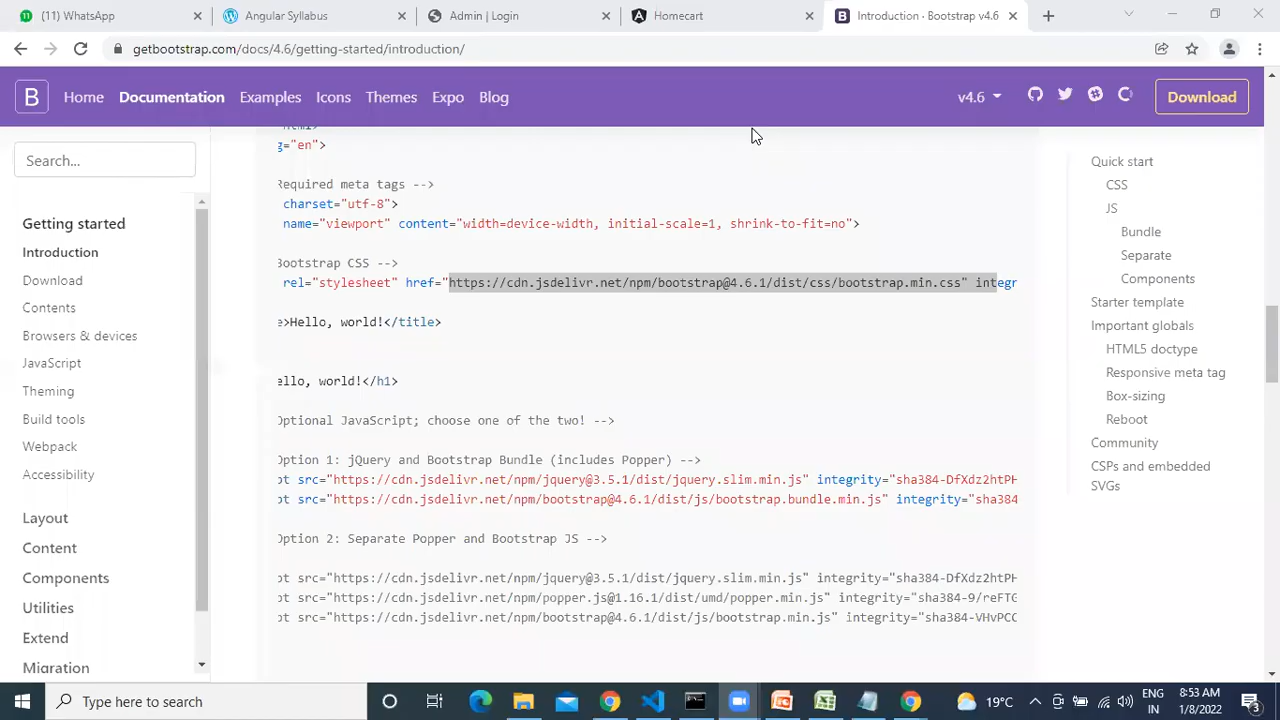 (11) WhatsApp
Angular Syllabus
Admin | Login
Homecart
Introduction · Bootstrap v4.6
getbootstrap.com/docs/4.6/getting-started/introduction/
B Home Documentation Examples Icons Themes Expo Blog v4.6 Download
Search...
Getting started
Introduction
Download
Contents
Browsers & devices
JavaScript
Theming
Build tools
Webpack
Accessibility
Layout
Content
Components
Utilities
Extend
Migration
html>
g="en">
Required meta tags -->
charset="utf-8">
name="viewport" content="width=device-width, initial-scale=1, shrink-to-fit=no">
Bootstrap CSS -->
rel="stylesheet" href="https://cdn.jsdelivr.net/npm/bootstrap@4.6.1/dist/css/bootstrap.min.css" integr
e>Hello, world!</title>
ello, world!</h1>
Optional JavaScript; choose one of the two! -->
Option 1: jQuery and Bootstrap Bundle (includes Popper) -->
pt src="https://cdn.jsdelivr.net/npm/jquery@3.5.1/dist/jquery.slim.min.js" integrity="sha384-DfXdz2htPH
pt src="https://cdn.jsdelivr.net/npm/bootstrap@4.6.1/dist/js/bootstrap.bundle.min.js" integrity="sha384
Option 2: Separate Popper and Bootstrap JS -->
pt src="https://cdn.jsdelivr.net/npm/jquery@3.5.1/dist/jquery.slim.min.js" integrity="sha384-DfXdz2htPH
pt src="https://cdn.jsdelivr.net/npm/popper.js@1.16.1/dist/umd/popper.min.js" integrity="sha384-9/reFTG
pt src="https://cdn.jsdelivr.net/npm/bootstrap@4.6.1/dist/js/bootstrap.min.js" integrity="sha384-VHvPCC
Quick start
CSS
JS
Bundle
Separate
Components
Starter template
Important globals
HTML5 doctype
Responsive meta tag
Box-sizing
Reboot
Community
CSPs and embedded
SVGs
Type here to search
19°C
ENG
IN
8:53 AM
1/8/2022
3